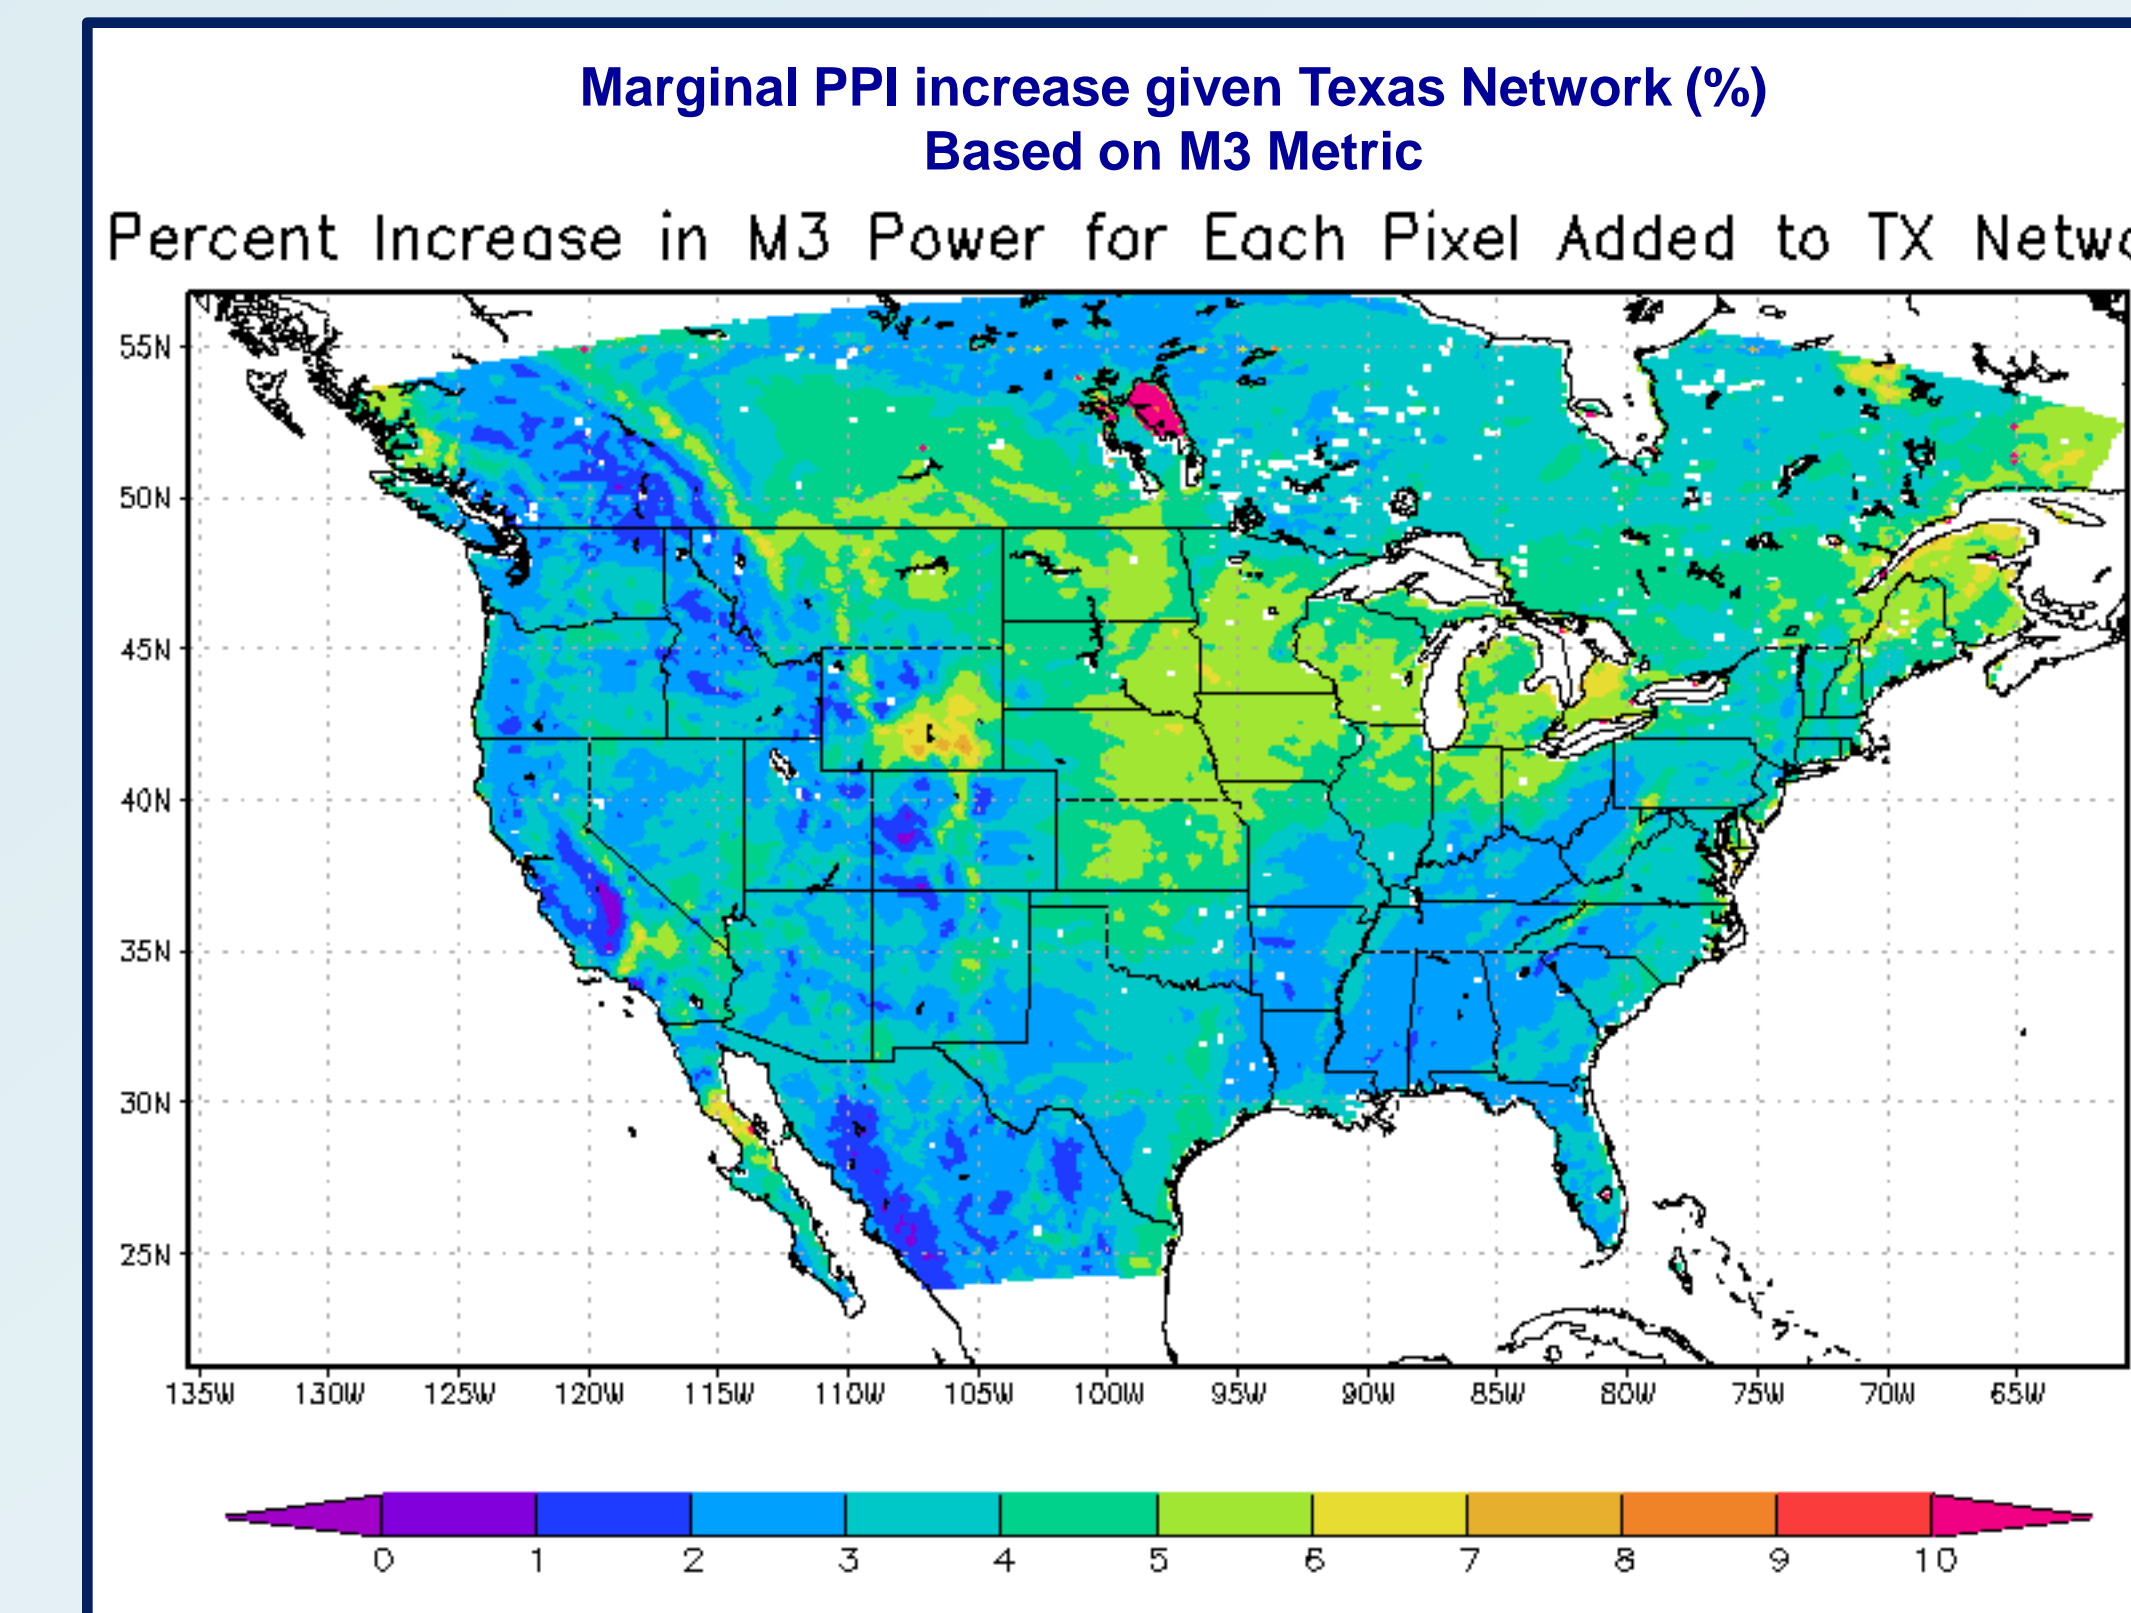 Marginal PPI increase given Texas Network (%)
Based on M3 Metric
Percent Increase in M3 Power for Each Pixel Added to TX Netwo
55N
50N
45N
40N
35N
30N
25N
135W 130W 125W 120W 115W 110W 105W 100W 95W 90W 85W 80W 75W 70W 65W
0 1 2 3 4 5 6 7 8 9 10